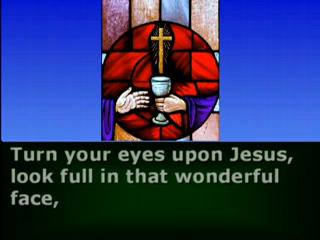 Turn your eyes upon Jesus,
look full in that wonderful
face,